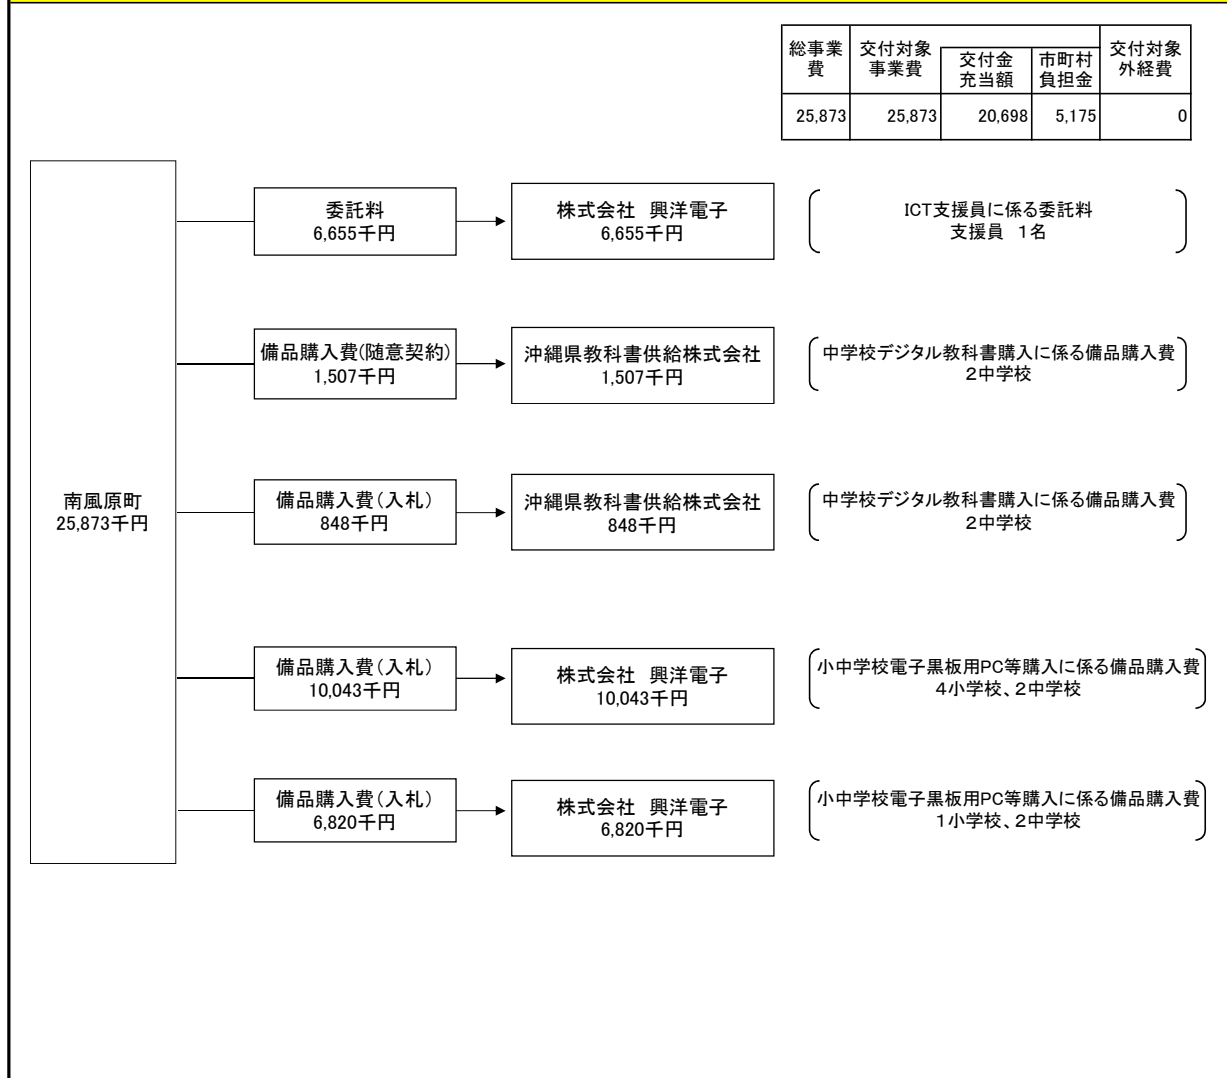 総事業費
交付対象事業費
交付金充当額
市町村負担金
交付対象外経費
25,873 25,873 20,698 5,175 0
南風原町
25,873千円
委託料
6,655千円
株式会社 興洋電子
6,655千円
ICT支援員に係る委託料
支援員 1名
備品購入費(随意契約)
1,507千円
沖縄県教科書供給株式会社
1,507千円
中学校デジタル教科書購入に係る備品購入費
2中学校
備品購入費(入札)
848千円
沖縄県教科書供給株式会社
848千円
中学校デジタル教科書購入に係る備品購入費
2中学校
備品購入費(入札)
10,043千円
株式会社 興洋電子
10,043千円
小中学校電子黒板用PC等購入に係る備品購入費
4小学校、2中学校
備品購入費(入札)
6,820千円
株式会社 興洋電子
6,820千円
小中学校電子黒板用PC等購入に係る備品購入費
1小学校、2中学校